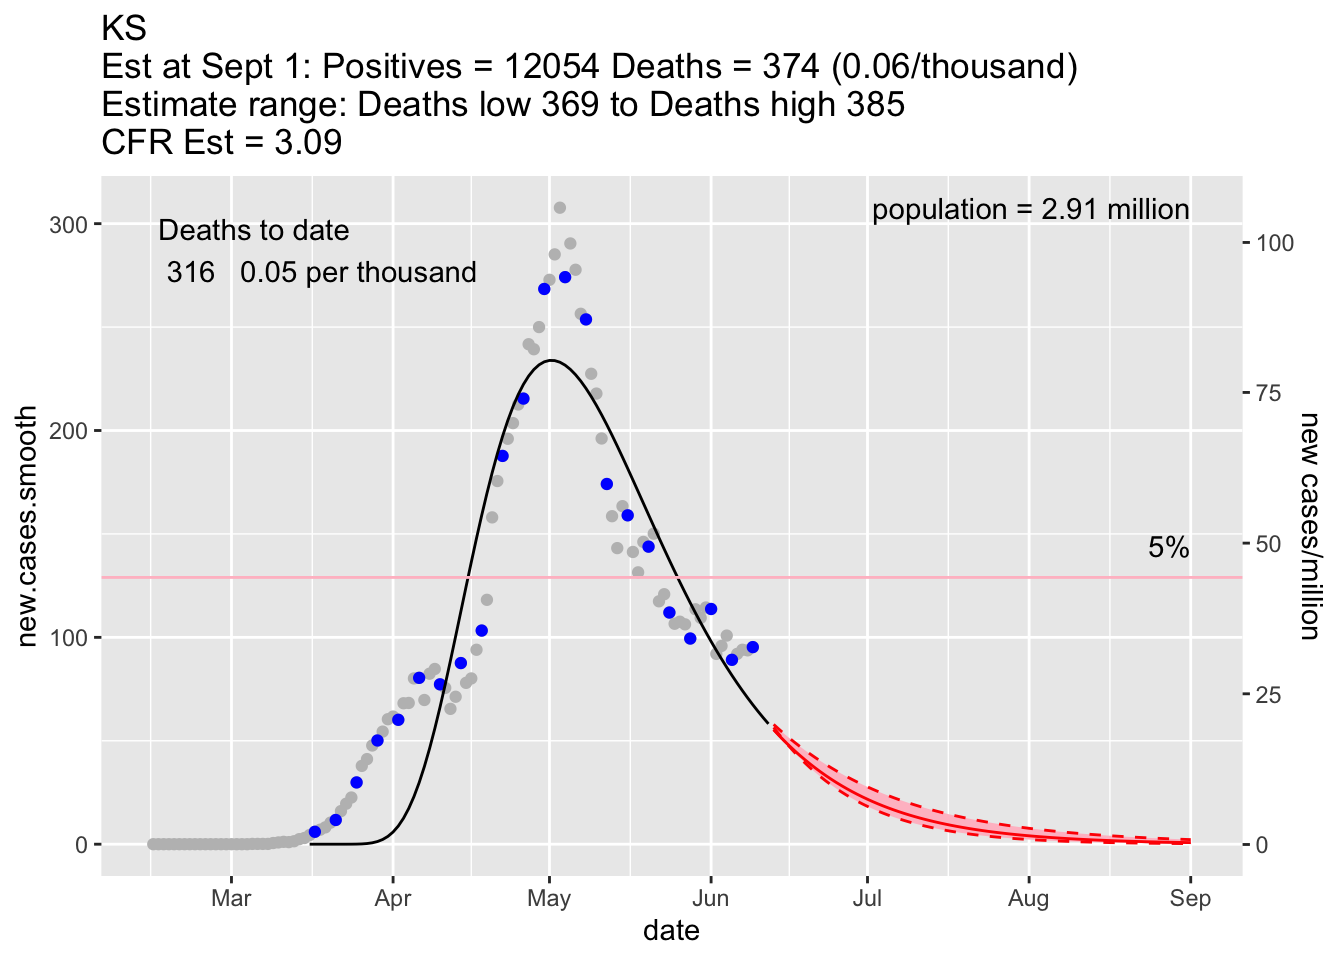 KS
Est at Sept 1: Positives = 12054 Deaths = 374 (0.06/thousand)
Estimate range: Deaths low 369 to Deaths high 385
CFR Est = 3.09
Deaths to date
316 0.05 per thousand
population = 2.91 million
5%
300
200
100
0
new.cases.smooth
100
75
50
25
0
new cases/million
Mar
Apr
May
Jun
Jul
Aug
Sep
date